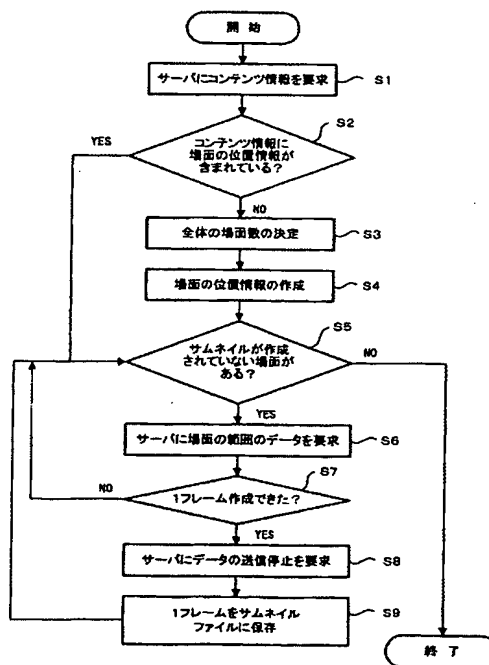 開 始
サーバにコンテンツ情報を要求
S1
コンテンツ情報に
場面の位置情報が
含まれている?
S2
YES
NO
全体の場面数の決定
S3
場面の位置情報の作成
S4
サムネイルが作成
されていない場面が
ある?
S5
NO
YES
サーバに場面の範囲のデータを要求
S6
1フレーム作成できた?
S7
NO
YES
サーバにデータの送信停止を要求
S8
1フレームをサムネイル
ファイルに保存
S9
終 了